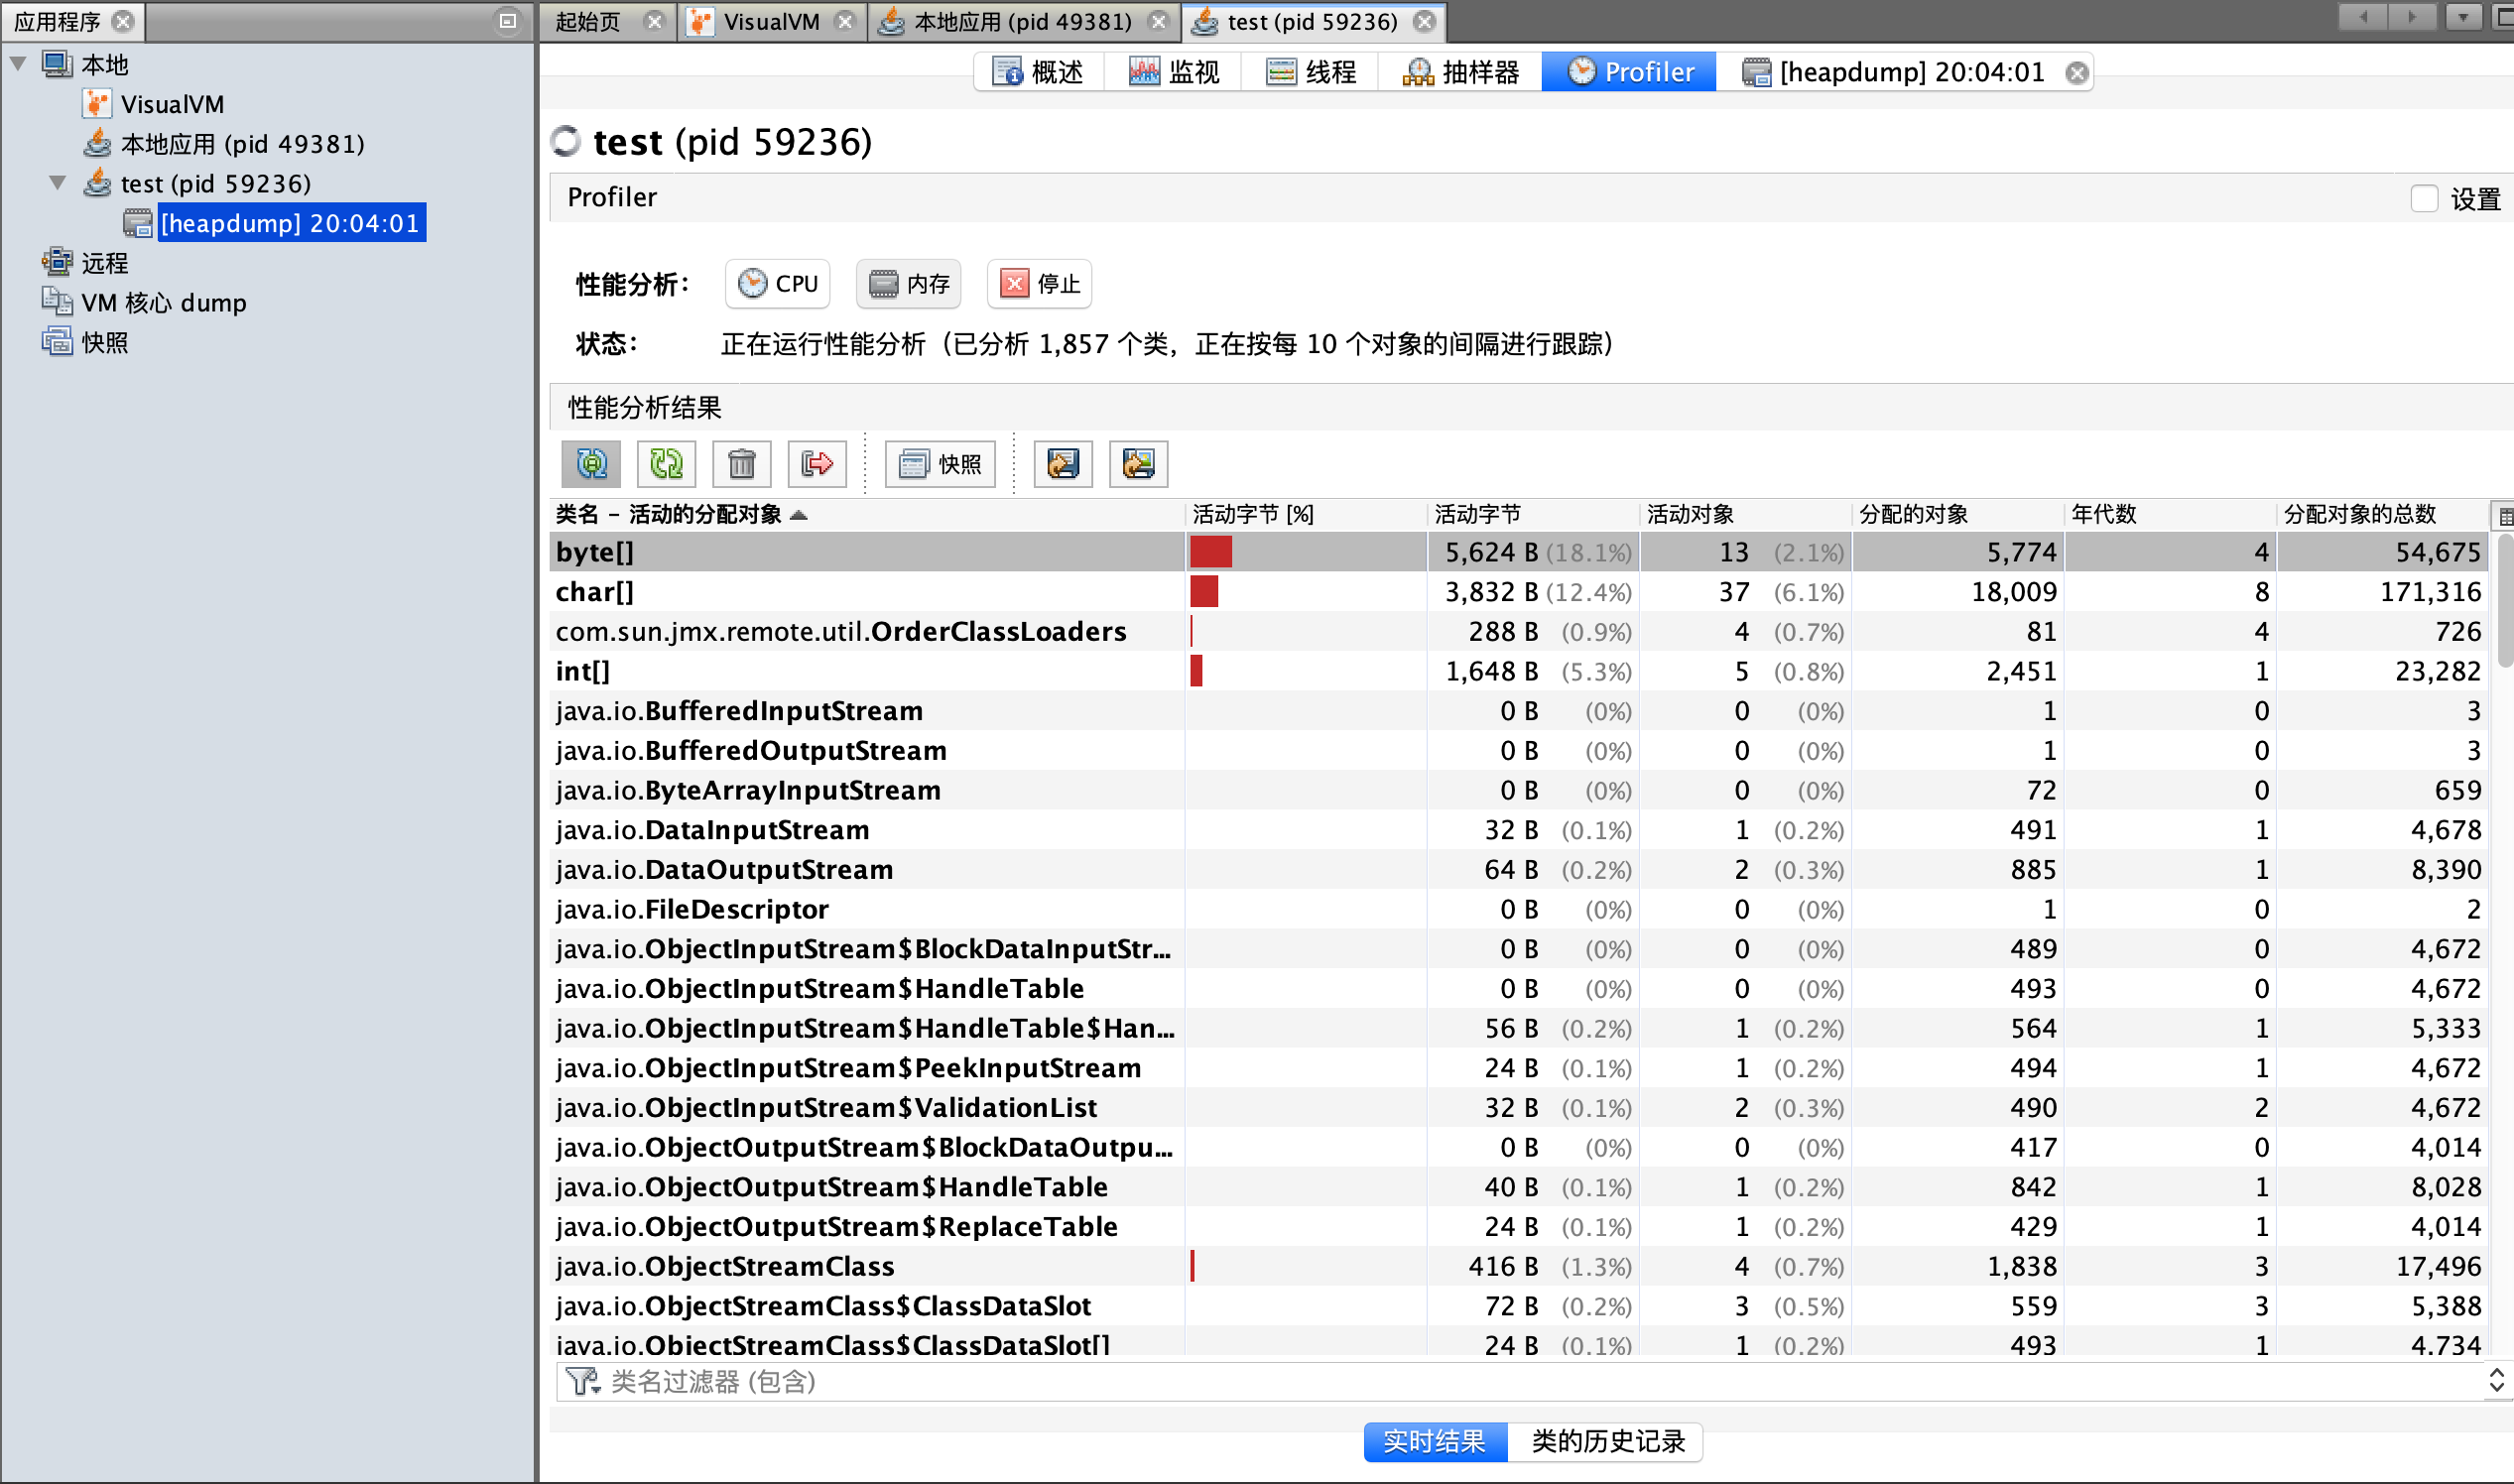 应用程序
起始页 VisualVM 本地应用 (pid 49381) test (pid 59236)
本地
VisualVM
本地应用 (pid 49381)
test (pid 59236)
[heapdump] 20:04:01
远程
VM 核心 dump
快照
概述 监视 线程 抽样器 Profiler [heapdump] 20:04:01
test (pid 59236)
Profiler 设置
性能分析： CPU 内存 停止
状态： 正在运行性能分析（已分析 1,857 个类，正在按每 10 个对象的间隔进行跟踪）
性能分析结果
快照
类名 - 活动的分配对象 活动字节 [%] 活动字节 活动对象 分配的对象 年代数 分配对象的总数
byte[] 5,624 B (18.1%) 13 (2.1%) 5,774 4 54,675
char[] 3,832 B (12.4%) 37 (6.1%) 18,009 8 171,316
com.sun.jmx.remote.util.OrderClassLoaders 288 B (0.9%) 4 (0.7%) 81 4 726
int[] 1,648 B (5.3%) 5 (0.8%) 2,451 1 23,282
java.io.BufferedInputStream 0 B (0%) 0 (0%) 1 0 3
java.io.BufferedOutputStream 0 B (0%) 0 (0%) 1 0 3
java.io.ByteArrayInputStream 0 B (0%) 0 (0%) 72 0 659
java.io.DataInputStream 32 B (0.1%) 1 (0.2%) 491 1 4,678
java.io.DataOutputStream 64 B (0.2%) 2 (0.3%) 885 1 8,390
java.io.FileDescriptor 0 B (0%) 0 (0%) 1 0 2
java.io.ObjectInputStream$BlockDataInputStr... 0 B (0%) 0 (0%) 489 0 4,672
java.io.ObjectInputStream$HandleTable 0 B (0%) 0 (0%) 493 0 4,672
java.io.ObjectInputStream$HandleTable$Han... 56 B (0.2%) 1 (0.2%) 564 1 5,333
java.io.ObjectInputStream$PeekInputStream 24 B (0.1%) 1 (0.2%) 494 1 4,672
java.io.ObjectInputStream$ValidationList 32 B (0.1%) 2 (0.3%) 490 2 4,672
java.io.ObjectOutputStream$BlockDataOutpu... 0 B (0%) 0 (0%) 417 0 4,014
java.io.ObjectOutputStream$HandleTable 40 B (0.1%) 1 (0.2%) 842 1 8,028
java.io.ObjectOutputStream$ReplaceTable 24 B (0.1%) 1 (0.2%) 429 1 4,014
java.io.ObjectStreamClass 416 B (1.3%) 4 (0.7%) 1,838 3 17,496
java.io.ObjectStreamClass$ClassDataSlot 72 B (0.2%) 3 (0.5%) 559 3 5,388
java.io.ObjectStreamClass$ClassDataSlot[] 24 B (0.1%) 1 (0.2%) 493 1 4,734
类名过滤器 (包含)
实时结果 类的历史记录